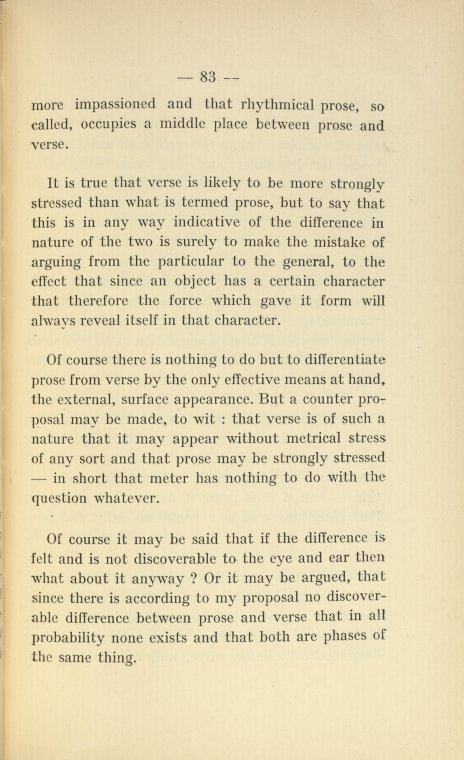 — 83 --
more impassioned and that rhythmical prose, so
called, occupies a middle place between prose and
verse.
It is true that verse is likely to be more strongly
stressed than what is termed prose, but to say that
this is in any way indicative of the difference in
nature of the two is surely to make the mistake of
arguing from the particular to the general, to the
effect that since an object has a certain character
that therefore the force which gave it form will
always reveal itself in that character.
Of course there is nothing to do but to differentiate
prose from verse by the only effective means at hand,
the external, surface appearance. But a counter pro-
posal may be made, to wit : that verse is of such a
nature that it may appear without metrical stress
of any sort and that prose may be strongly stressed
— in short that meter has nothing to do with the
question whatever.
Of course it may be said that if the difference is
felt and is not discoverable to the eye and ear then
what about it anyway ? Or it may be argued, that
since there is according to my proposal no discover-
able difference between prose and verse that in all
probability none exists and that both are phases of
the same thing.